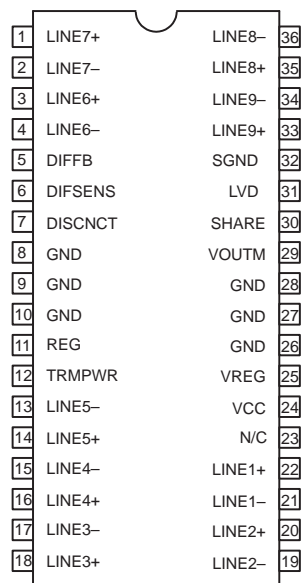 1 LINE7+ LINE8– 36
2 LINE7– LINE8+ 35
3 LINE6+ LINE9– 34
4 LINE6– LINE9+ 33
5 DIFFB SGND 32
6 DIFSENS LVD 31
7 DISCNCT SHARE 30
8 GND VOUTM 29
9 GND GND 28
10 GND GND 27
11 REG GND 26
12 TRMPWR VREG 25
13 LINE5– VCC 24
14 LINE5+ N/C 23
15 LINE4– LINE1+ 22
16 LINE4+ LINE1– 21
17 LINE3– LINE2+ 20
18 LINE3+ LINE2– 19